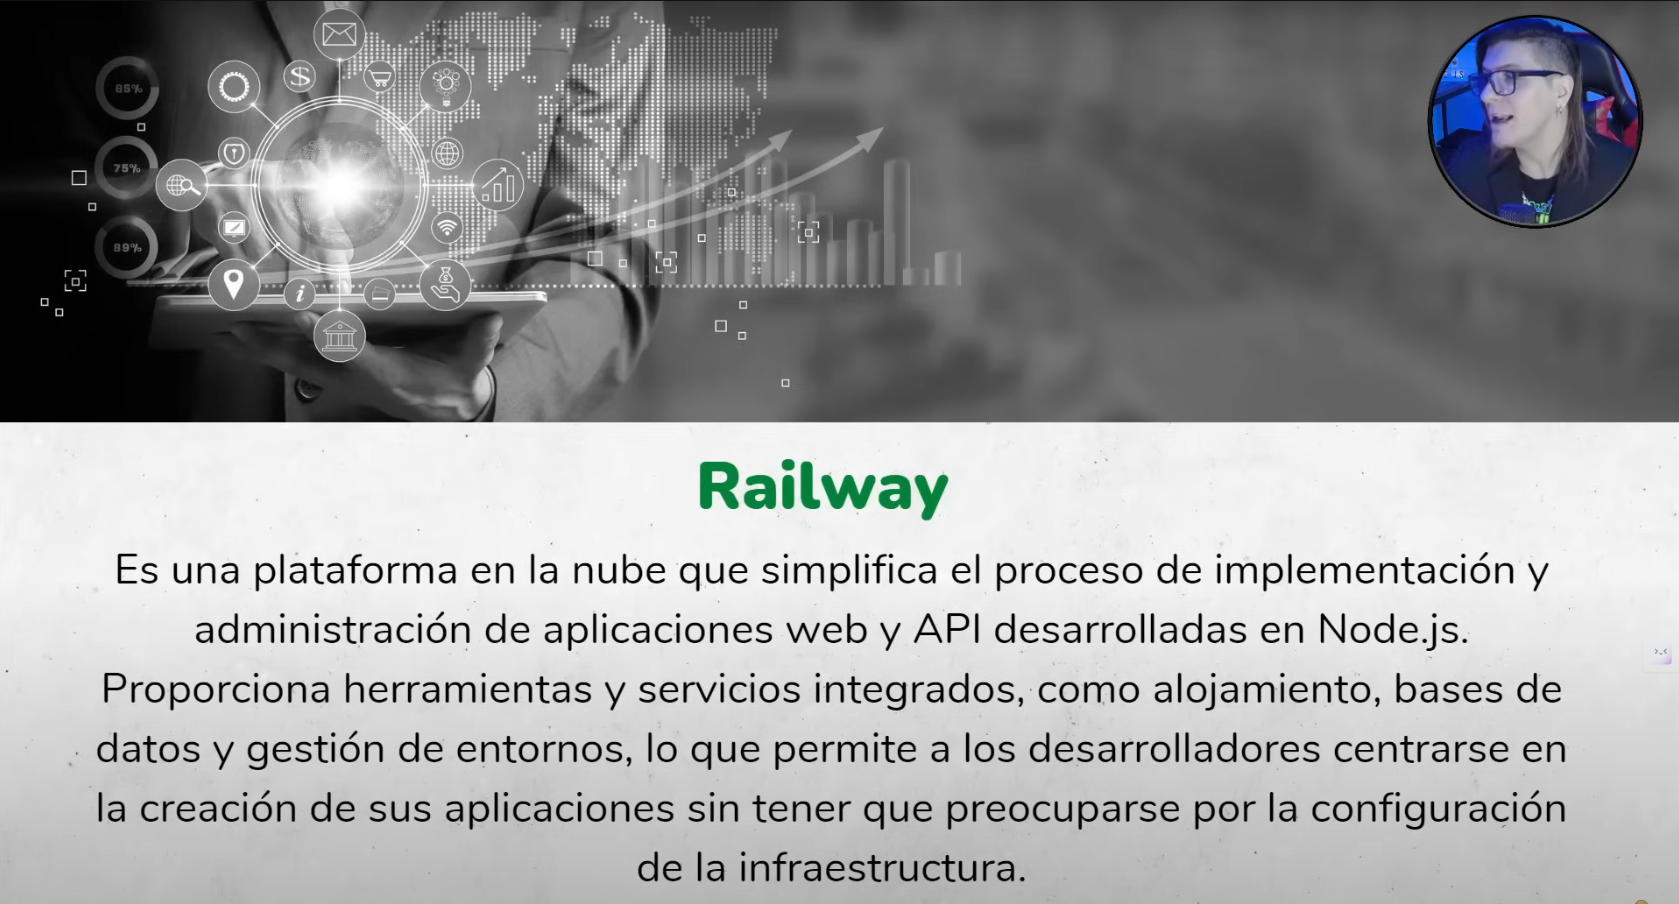 85%
75%
89%
$
i
Railway
Es una plataforma en la nube que simplifica el proceso de implementación y
administración de aplicaciones web y API desarrolladas en Node.js.
Proporciona herramientas y servicios integrados, como alojamiento, bases de
datos y gestión de entornos, lo que permite a los desarrolladores centrarse en
la creación de sus aplicaciones sin tener que preocuparse por la configuración
de la infraestructura.